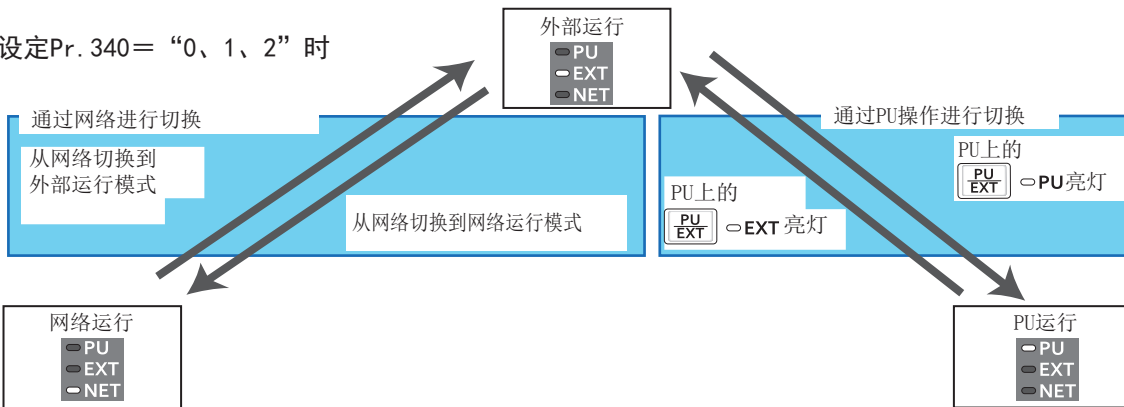 设定Pr.340＝“0、1、2”时
外部运行
PU
EXT
NET
通过网络进行切换
从网络切换到
外部运行模式
从网络切换到网络运行模式
通过PU操作进行切换
PU上的
PU
EXT
PU亮灯
PU上的
PU
EXT
EXT 亮灯
网络运行
PU
EXT
NET
PU运行
PU
EXT
NET